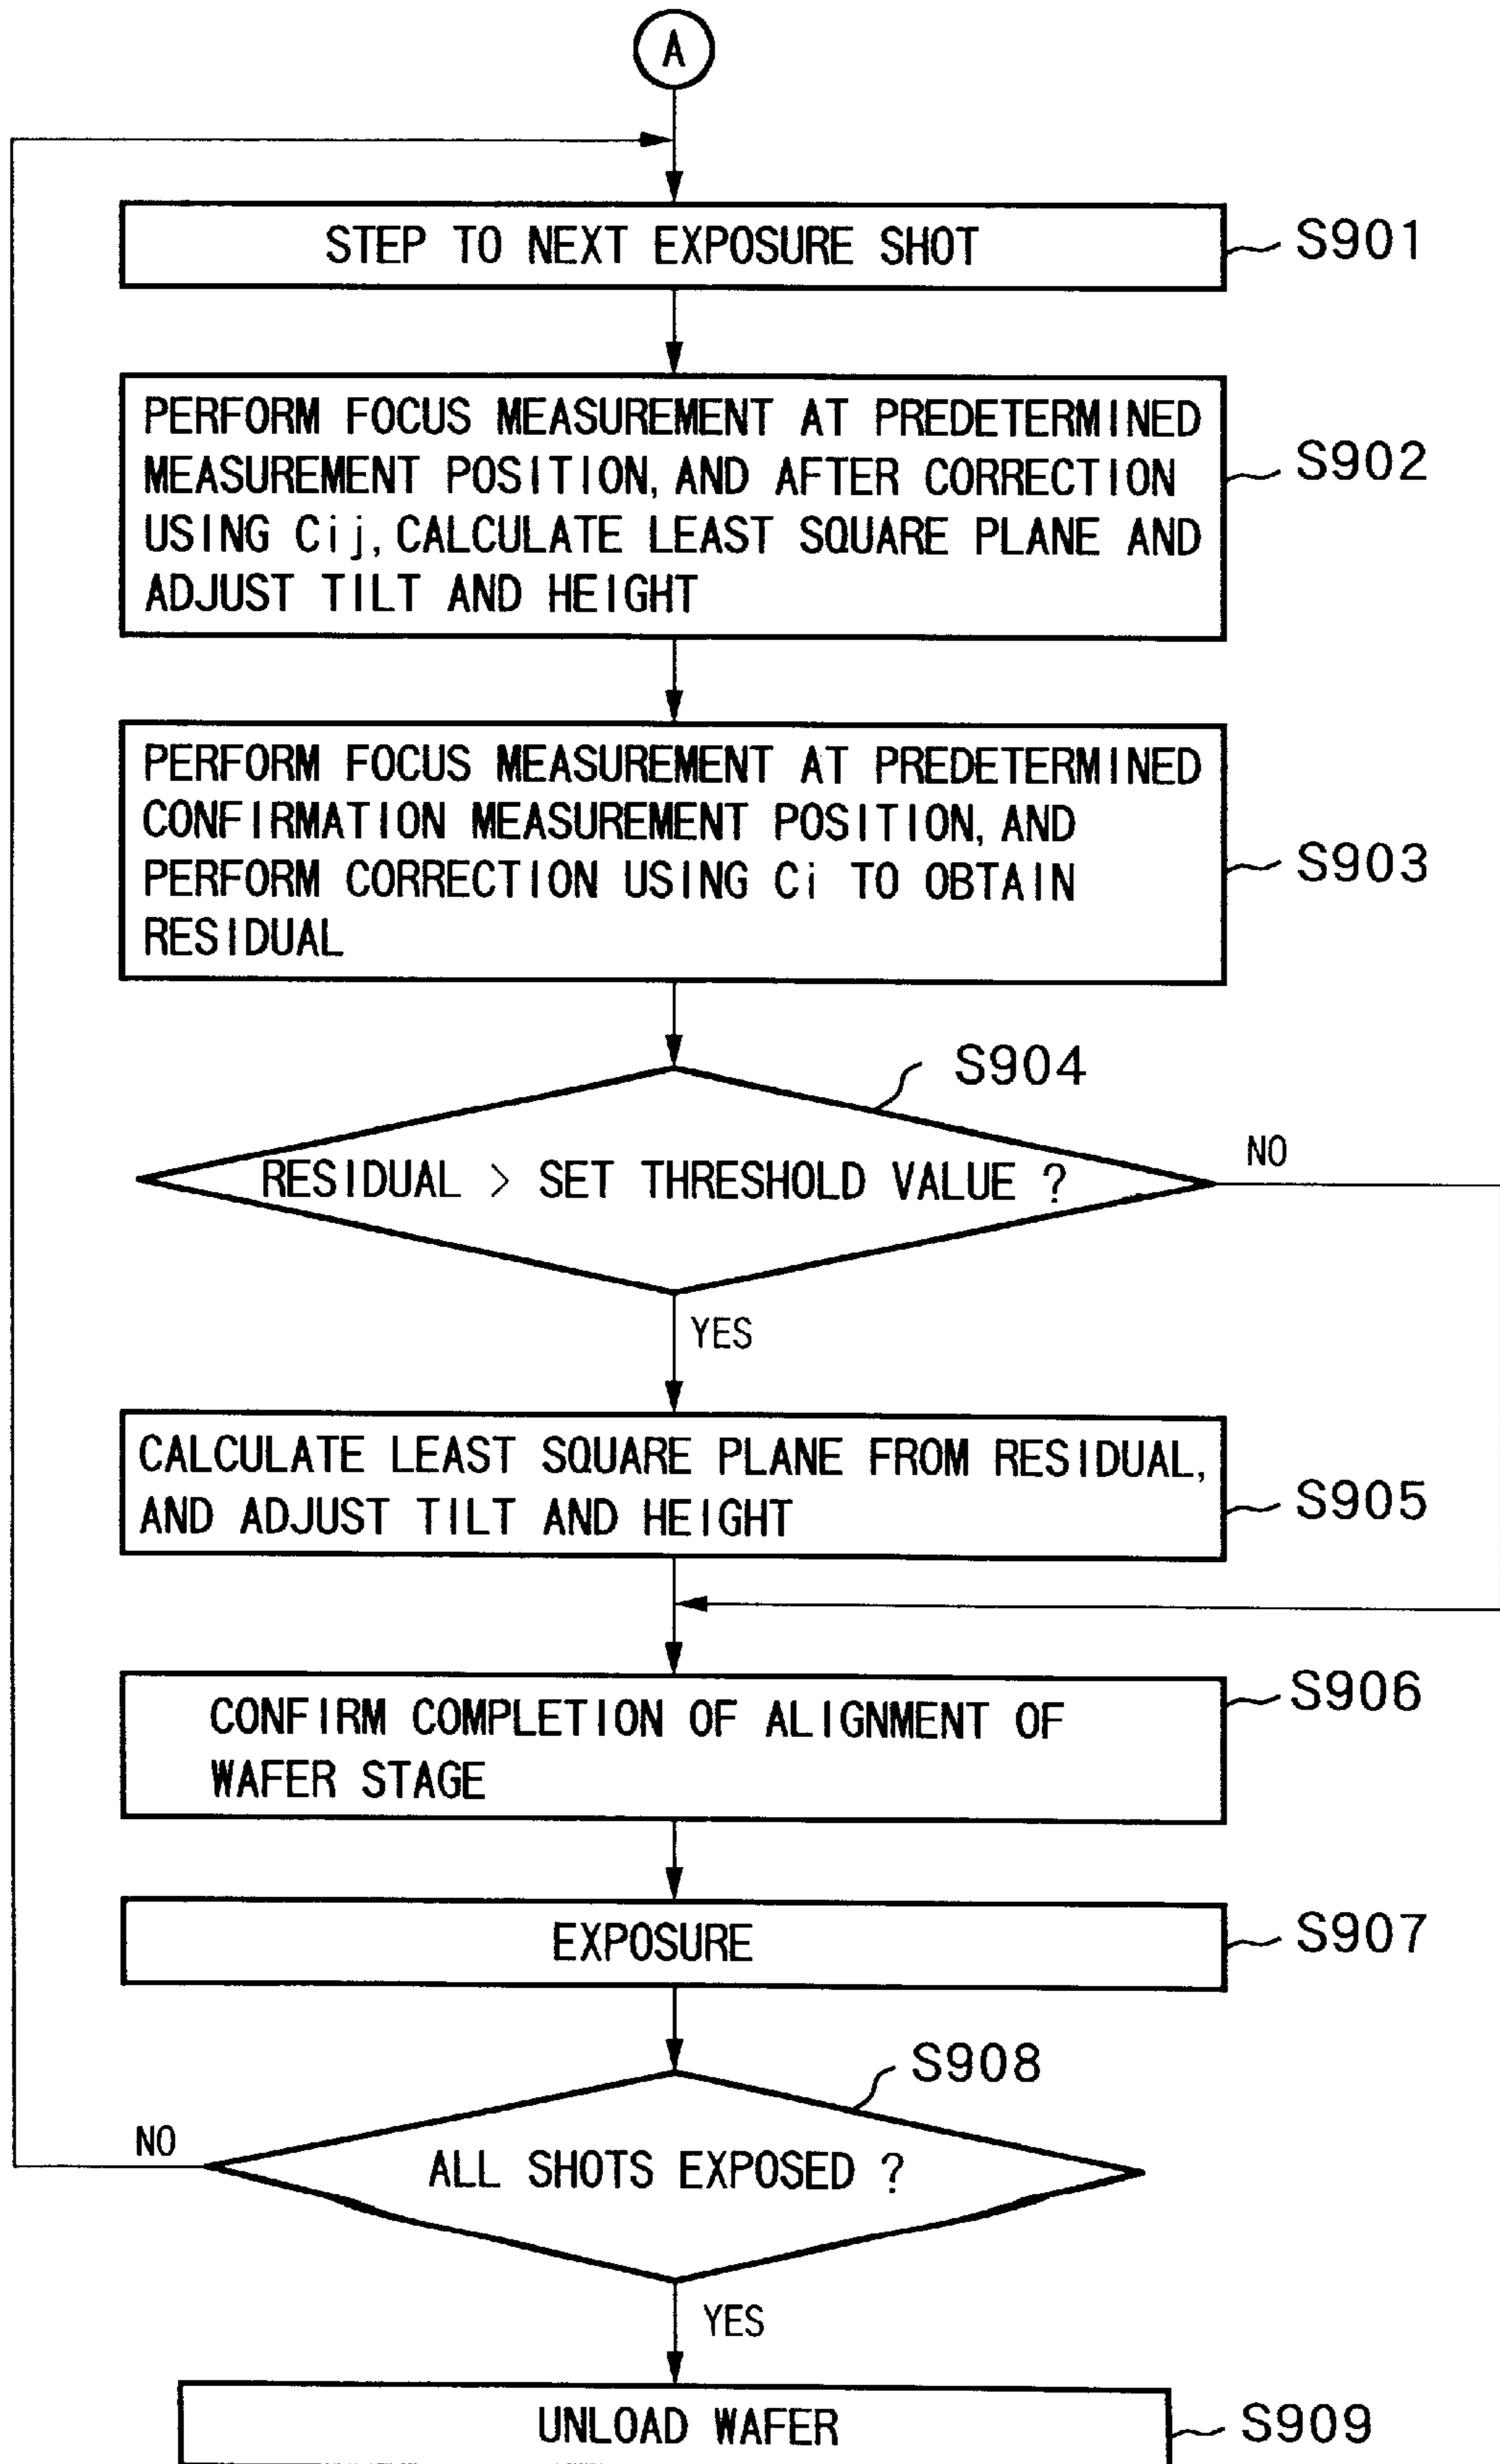 A
STEP TO NEXT EXPOSURE SHOT
S901
PERFORM FOCUS MEASUREMENT AT PREDETERMINED
MEASUREMENT POSITION, AND AFTER CORRECTION
USING Cij, CALCULATE LEAST SQUARE PLANE AND
ADJUST TILT AND HEIGHT
S902
PERFORM FOCUS MEASUREMENT AT PREDETERMINED
CONFIRMATION MEASUREMENT POSITION, AND
PERFORM CORRECTION USING Ci TO OBTAIN
RESIDUAL
S903
S904
RESIDUAL > SET THRESHOLD VALUE ?
NO
YES
CALCULATE LEAST SQUARE PLANE FROM RESIDUAL,
AND ADJUST TILT AND HEIGHT
S905
CONFIRM COMPLETION OF ALIGNMENT OF
WAFER STAGE
S906
EXPOSURE
S907
S908
ALL SHOTS EXPOSED ?
NO
YES
UNLOAD WAFER
S909